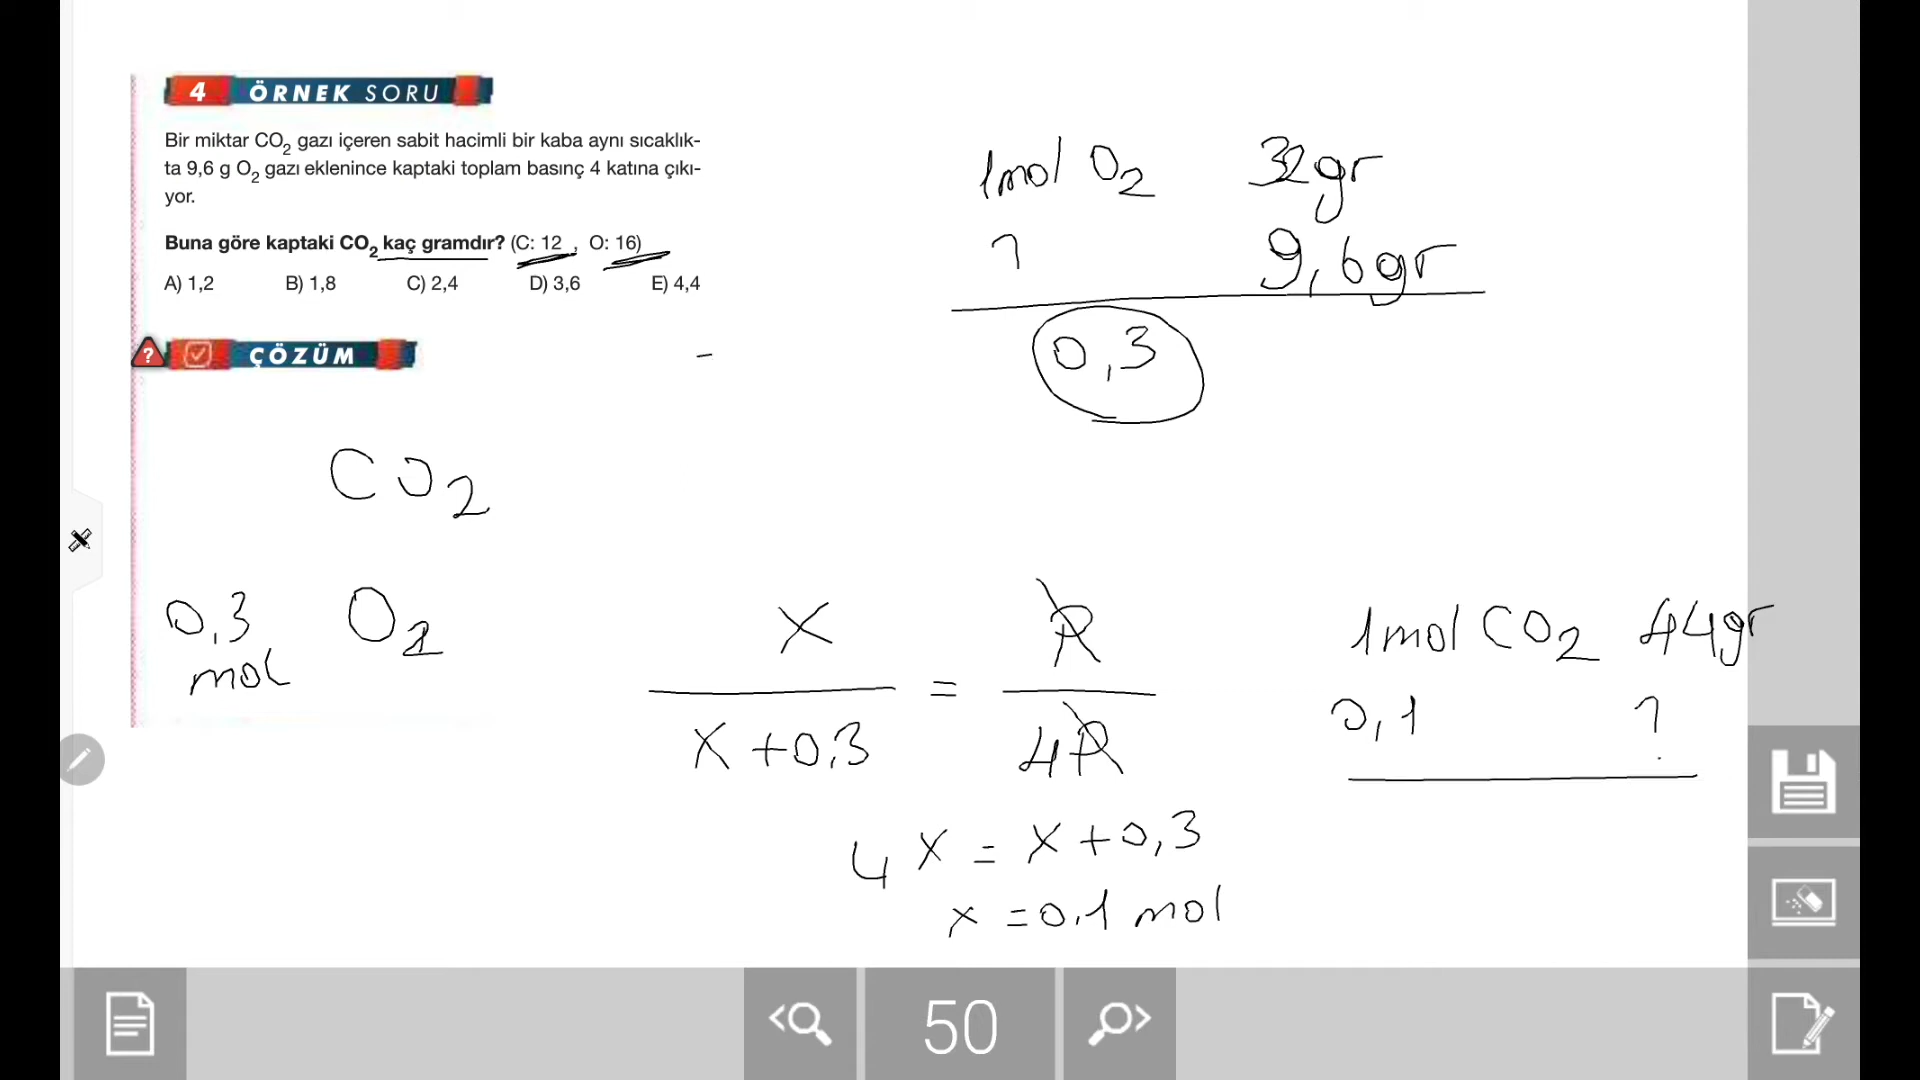 4 ÖRNEK SORU
Bir miktar CO₂ gazı içeren sabit hacimli bir kaba aynı sıcaklık-
ta 9,6 g O₂ gazı eklenince kaptaki toplam basınç 4 katına çıkı-
yor.
Buna göre kaptaki CO₂ kaç gramdır? (C: 12 , O: 16)
A) 1,2 B) 1,8 C) 2,4 D) 3,6 E) 4,4
? ÇÖZÜM
1mol O₂ 32gr
? 9,6gr
0,3
CO₂
0,3 mol O₂
X / X+0,3 = P / 4P
4X = X+0,3
x = 0,1 mol
1mol CO₂ 44gr
0,1 ?
50